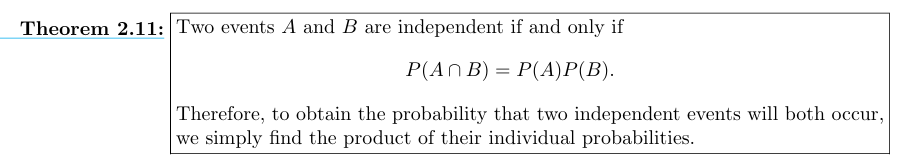 Theorem 2.11: Two events A and B are independent if and only if
P(A ∩ B) = P(A)P(B).
Therefore, to obtain the probability that two independent events will both occur,
we simply find the product of their individual probabilities.